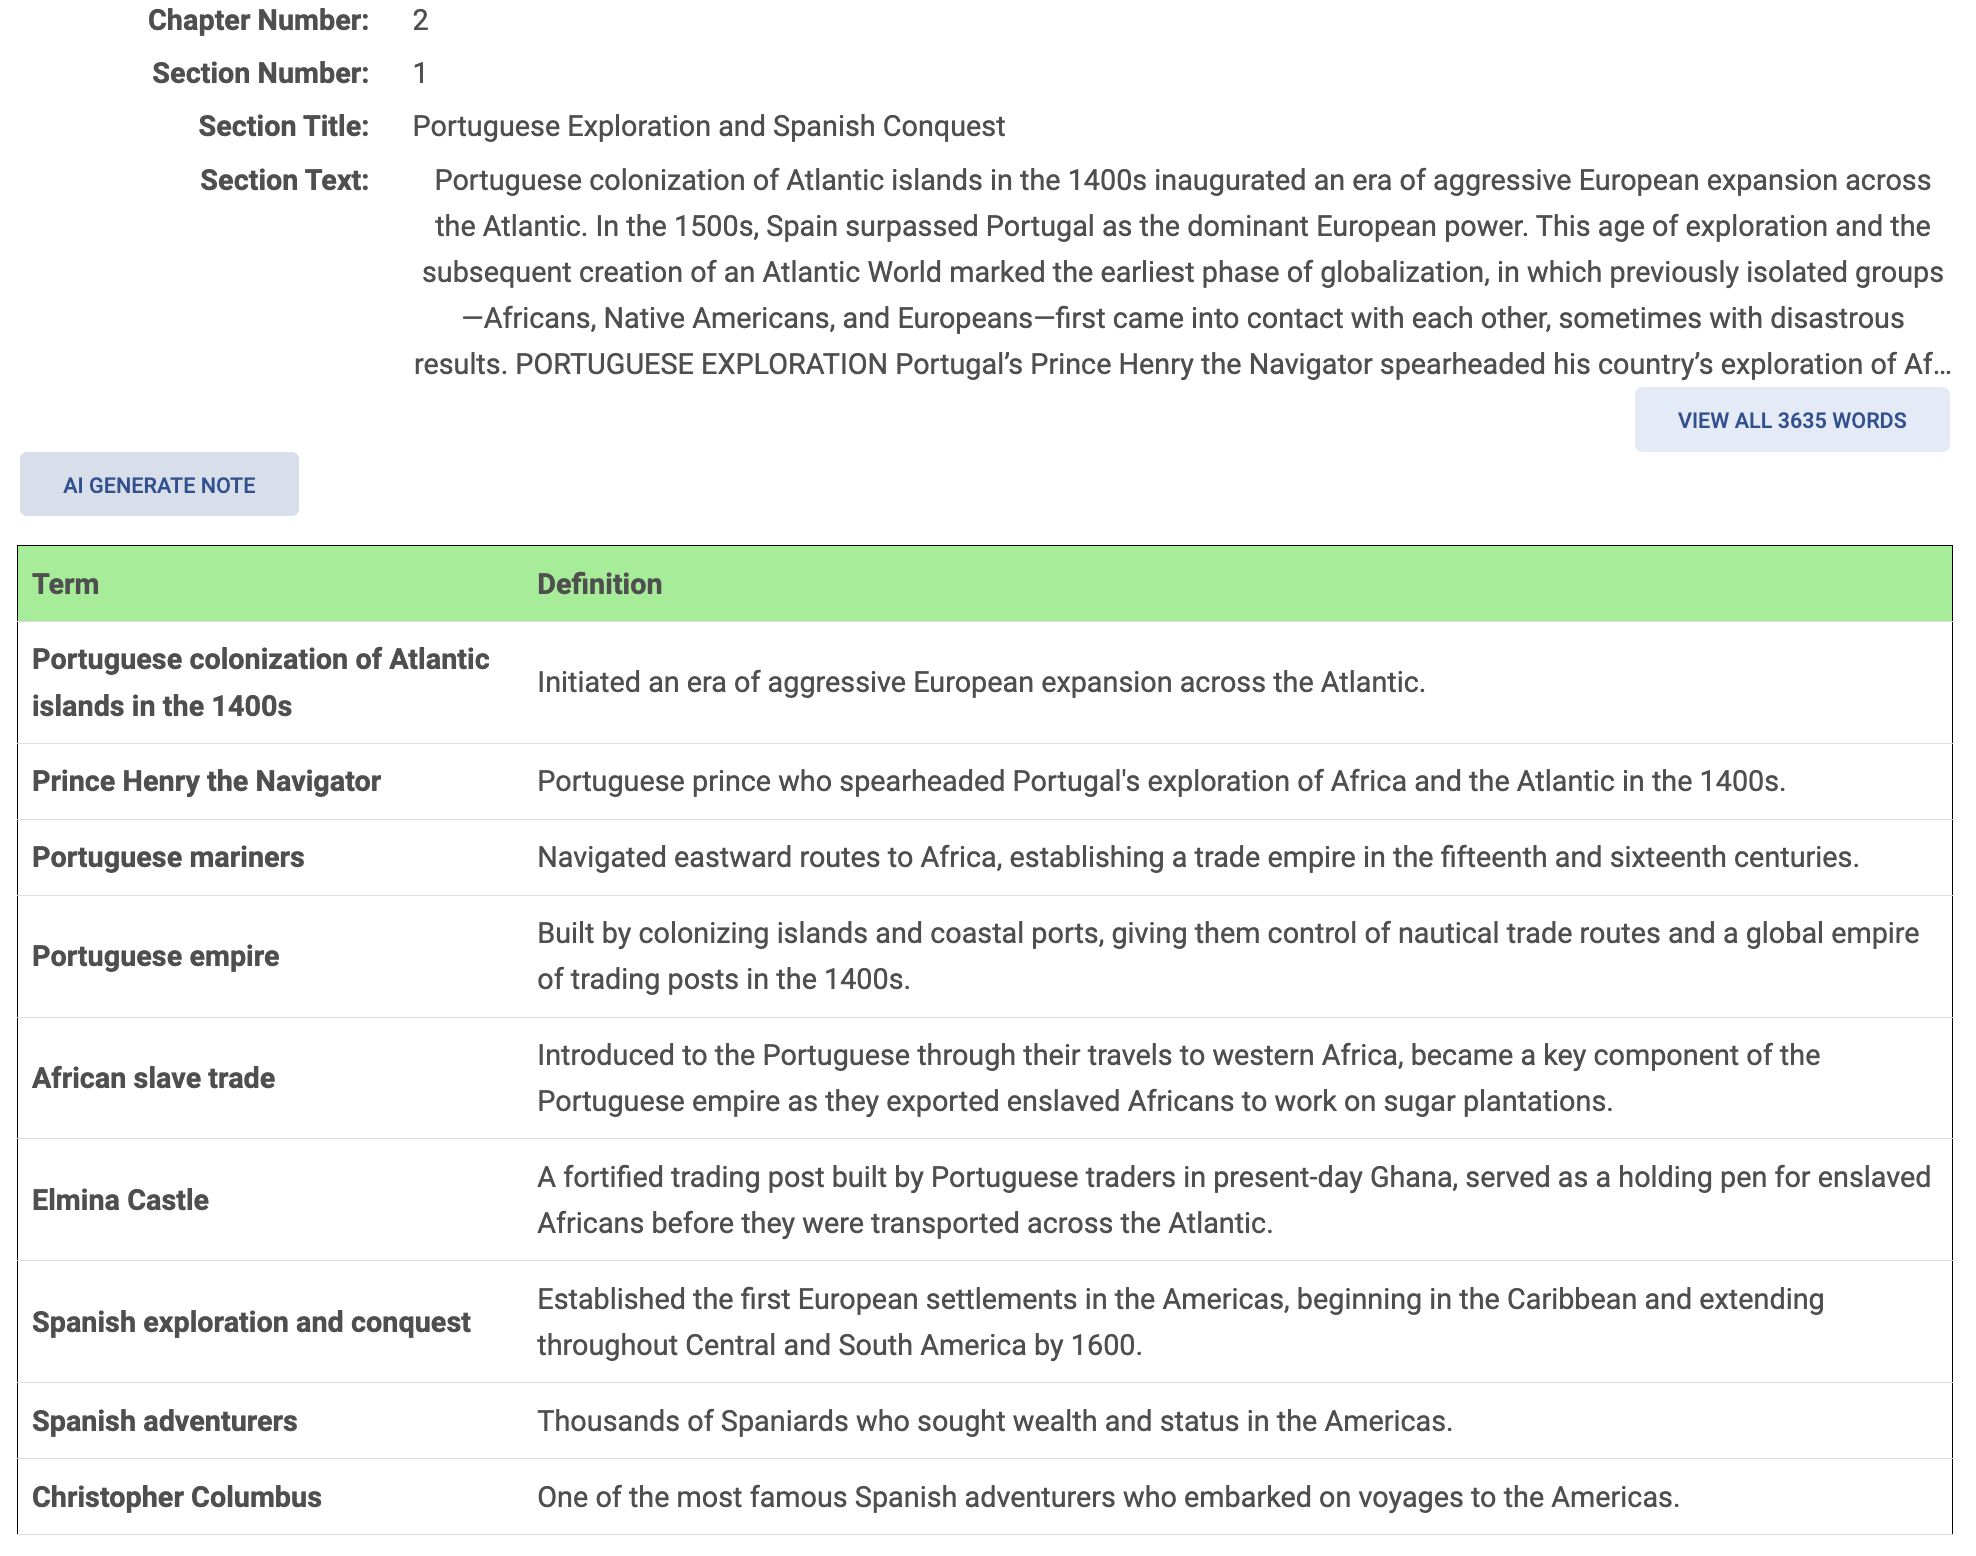 Chapter Number: 2
Section Number: 1
Section Title: Portuguese Exploration and Spanish Conquest
Section Text: Portuguese colonization of Atlantic islands in the 1400s inaugurated an era of aggressive European expansion across
the Atlantic. In the 1500s, Spain surpassed Portugal as the dominant European power. This age of exploration and the
subsequent creation of an Atlantic World marked the earliest phase of globalization, in which previously isolated groups
—Africans, Native Americans, and Europeans—first came into contact with each other, sometimes with disastrous
results. PORTUGUESE EXPLORATION Portugal’s Prince Henry the Navigator spearheaded his country’s exploration of Af…
VIEW ALL 3635 WORDS
AI GENERATE NOTE
Term Definition
Portuguese colonization of Atlantic
islands in the 1400s
Initiated an era of aggressive European expansion across the Atlantic.
Prince Henry the Navigator Portuguese prince who spearheaded Portugal's exploration of Africa and the Atlantic in the 1400s.
Portuguese mariners Navigated eastward routes to Africa, establishing a trade empire in the fifteenth and sixteenth centuries.
Portuguese empire
Built by colonizing islands and coastal ports, giving them control of nautical trade routes and a global empire
of trading posts in the 1400s.
African slave trade
Introduced to the Portuguese through their travels to western Africa, became a key component of the
Portuguese empire as they exported enslaved Africans to work on sugar plantations.
Elmina Castle
A fortified trading post built by Portuguese traders in present-day Ghana, served as a holding pen for enslaved
Africans before they were transported across the Atlantic.
Spanish exploration and conquest
Established the first European settlements in the Americas, beginning in the Caribbean and extending
throughout Central and South America by 1600.
Spanish adventurers Thousands of Spaniards who sought wealth and status in the Americas.
Christopher Columbus One of the most famous Spanish adventurers who embarked on voyages to the Americas.